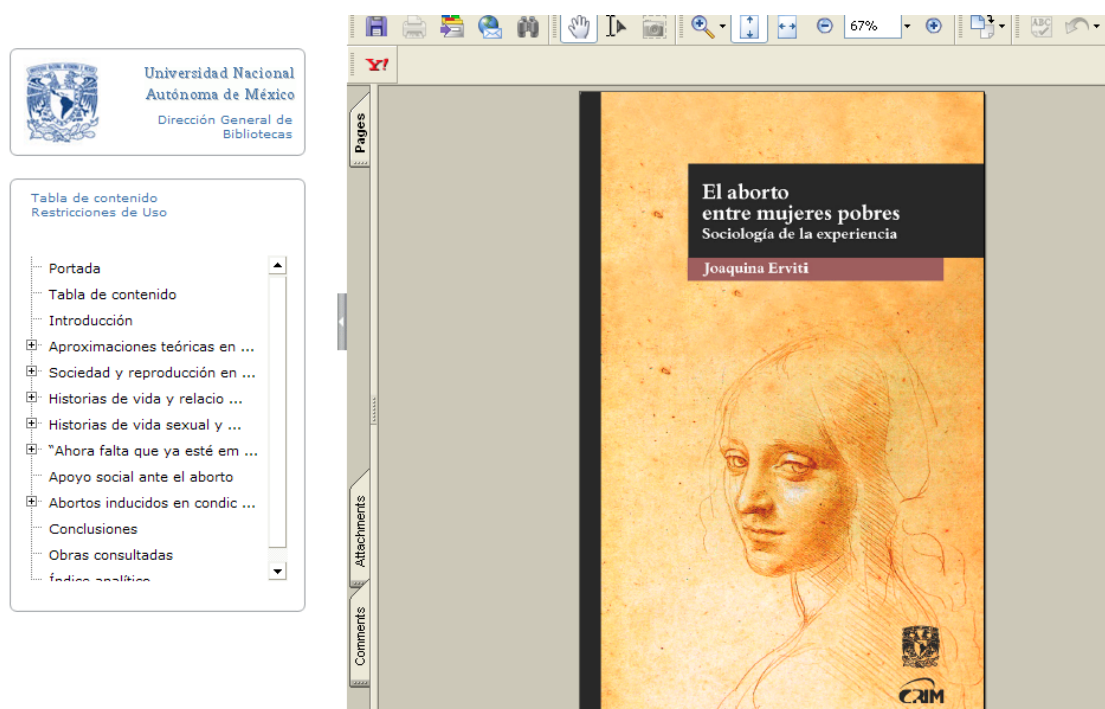 Universidad Nacional
Autónoma de México
Dirección General de
Bibliotecas
Tabla de contenido
Restricciones de Uso
Portada
Tabla de contenido
Introducción
Aproximaciones teóricas en ...
Sociedad y reproducción en ...
Historias de vida y relacio ...
Historias de vida sexual y ...
"Ahora falta que ya esté em ...
Apoyo social ante el aborto
Abortos inducidos en condic ...
Conclusiones
Obras consultadas
Índice analítico
67%
ABC
Y!
Pages
Attachments
Comments
El aborto
entre mujeres pobres
Sociología de la experiencia
Joaquina Erviti
CRIM